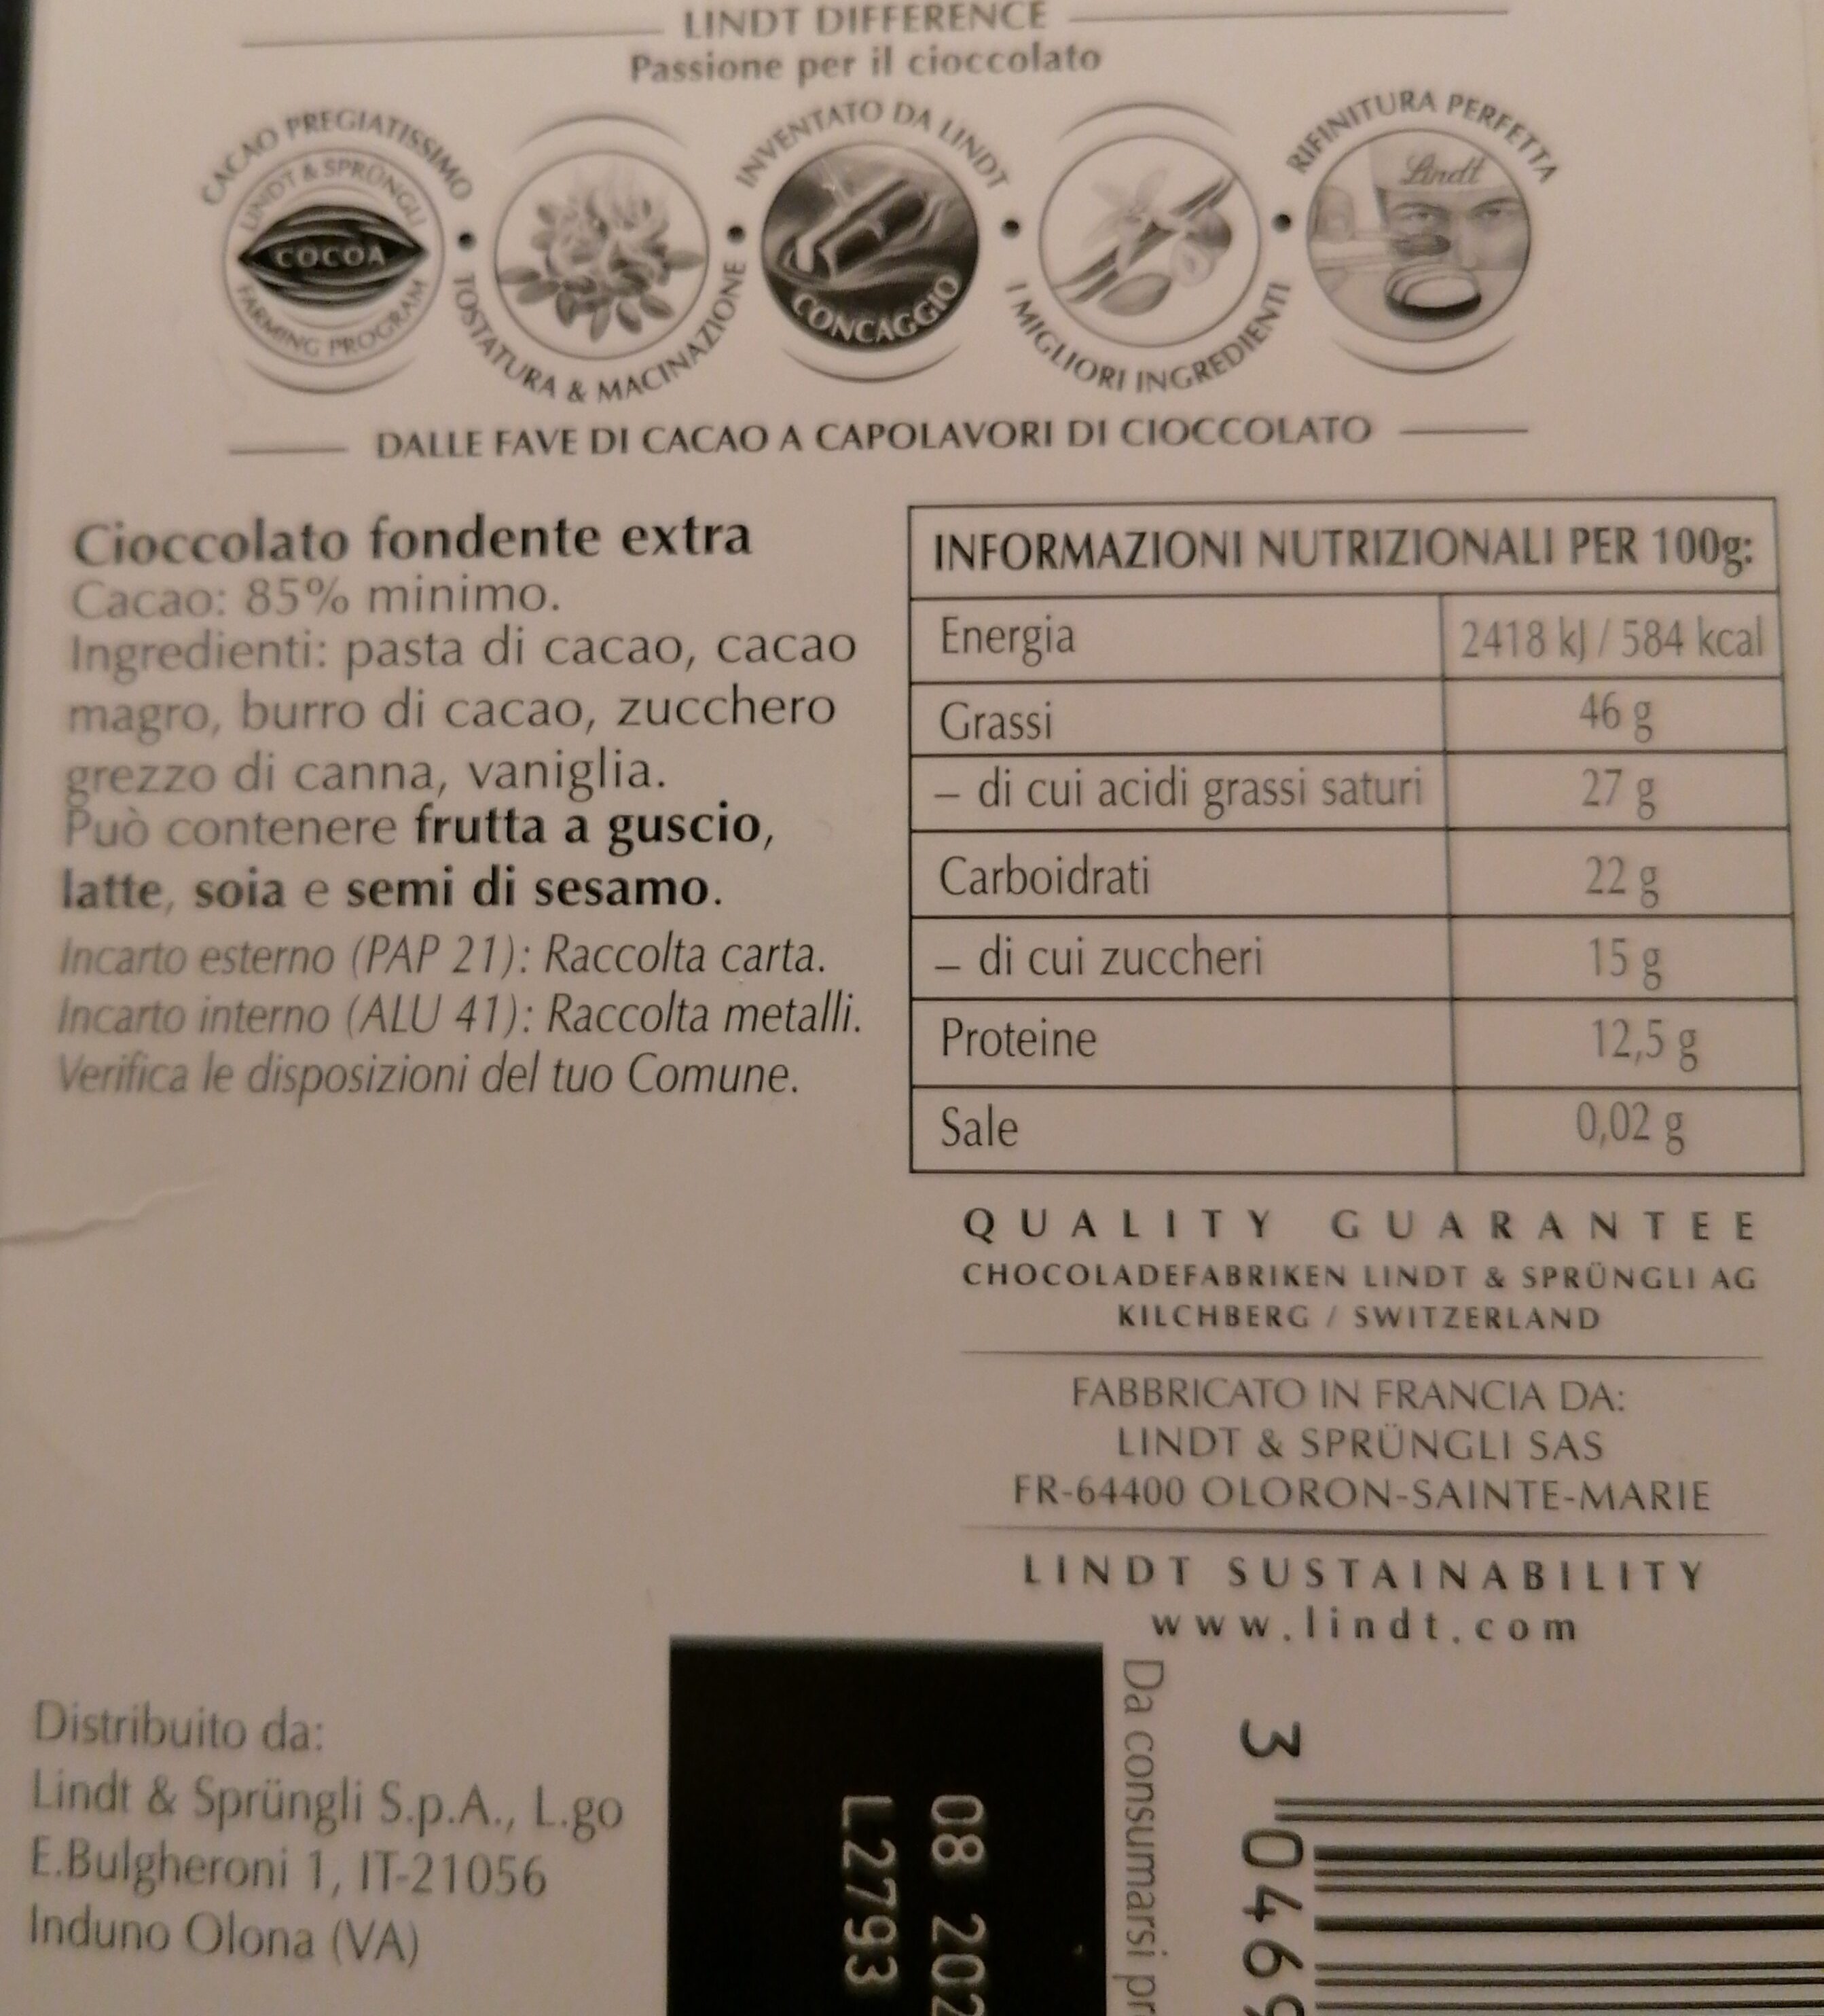 LINDT DIFFERENCE
Passione per il cioccolato
CACAO PREGIATISSIMO
LINDT & SPRÜNGLI
COCOA
FARMING PROGRAM
TOSTATURA & MACINAZIONE
INVENTATO DA LINDT
CONCAGGIO
I MIGLIORI INGREDIENTI
RIFINITURA PERFETTA
Lindt
DALLE FAVE DI CACAO A CAPOLAVORI DI CIOCCOLATO
Cioccolato fondente extra
Cacao: 85% minimo.
Ingredienti: pasta di cacao, cacao
magro, burro di cacao, zucchero
grezzo di canna, vaniglia.
Può contenere frutta a guscio,
latte, soia e semi di sesamo.
Incarto esterno (PAP 21): Raccolta carta.
Incarto interno (ALU 41): Raccolta metalli.
Verifica le disposizioni del tuo Comune.
INFORMAZIONI NUTRIZIONALI PER 100g:
Energia 2418 kJ / 584 kcal
Grassi 46 g
– di cui acidi grassi saturi 27 g
Carboidrati 22 g
– di cui zuccheri 15 g
Proteine 12,5 g
Sale 0,02 g
QUALITY GUARANTEE
CHOCOLADEFABRIKEN LINDT & SPRÜNGLI AG
KILCHBERG / SWITZERLAND
FABBRICATO IN FRANCIA DA:
LINDT & SPRÜNGLI SAS
FR-64400 OLORON-SAINTE-MARIE
LINDT SUSTAINABILITY
www.lindt.com
Distribuito da:
Lindt & Sprüngli S.p.A., L.go
E.Bulgheroni 1, IT-21056
Induno Olona (VA)
Da consumarsi pr
08 202
L2793
3 0469